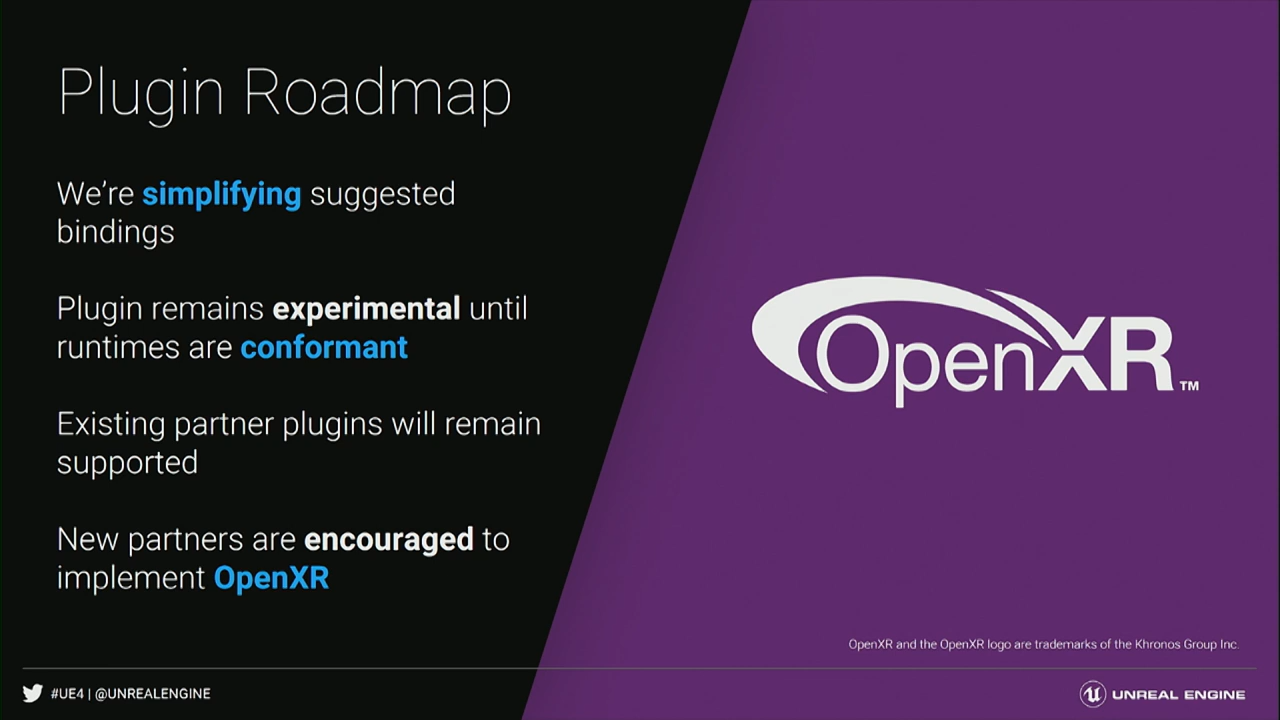 Plugin Roadmap
We’re simplifying suggested
bindings
Plugin remains experimental until
runtimes are conformant
Existing partner plugins will remain
supported
New partners are encouraged to
implement OpenXR
OpenXR™
OpenXR and the OpenXR logo are trademarks of the Khronos Group Inc.
#UE4 | @UNREALENGINE
UNREAL ENGINE